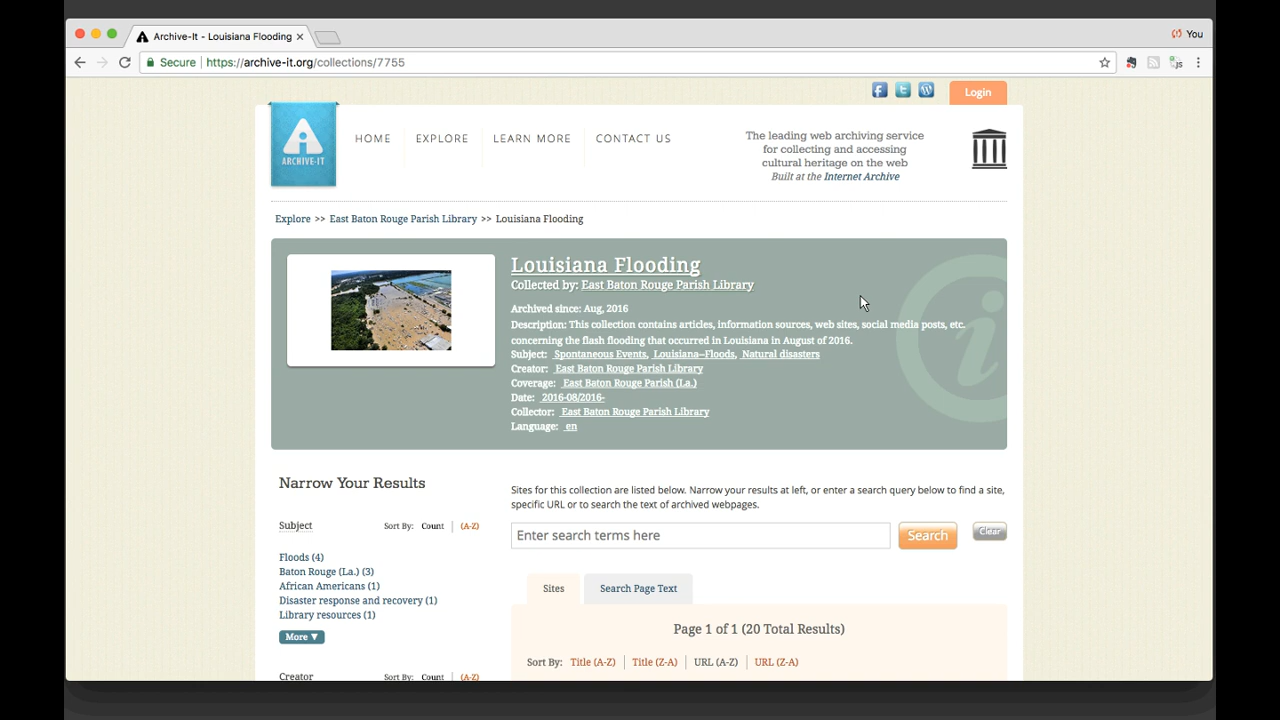 Archive-It - Louisiana Flooding
You
Secure https://archive-it.org/collections/7755
Login
ARCHIVE-IT
HOME EXPLORE LEARN MORE CONTACT US
The leading web archiving service
for collecting and accessing
cultural heritage on the web
Built at the Internet Archive
Explore >> East Baton Rouge Parish Library >> Louisiana Flooding
Louisiana Flooding
Collected by: East Baton Rouge Parish Library
Archived since: Aug, 2016
Description: This collection contains articles, information sources, web sites, social media posts, etc.
concerning the flash flooding that occurred in Louisiana in August of 2016.
Subject: Spontaneous Events, Louisiana--Floods, Natural disasters
Creator: East Baton Rouge Parish Library
Coverage: East Baton Rouge Parish (La.)
Date: 2016-08/2016-
Collector: East Baton Rouge Parish Library
Language: en
Narrow Your Results
Subject Sort By: Count | (A-Z)
Floods (4)
Baton Rouge (La.) (3)
African Americans (1)
Disaster response and recovery (1)
Library resources (1)
More ▼
Creator Sort By: Count | (A-Z)
Sites for this collection are listed below. Narrow your results at left, or enter a search query below to find a site,
specific URL or to search the text of archived webpages.
Enter search terms here Search Clear
Sites Search Page Text
Page 1 of 1 (20 Total Results)
Sort By: Title (A-Z) | Title (Z-A) | URL (A-Z) | URL (Z-A)